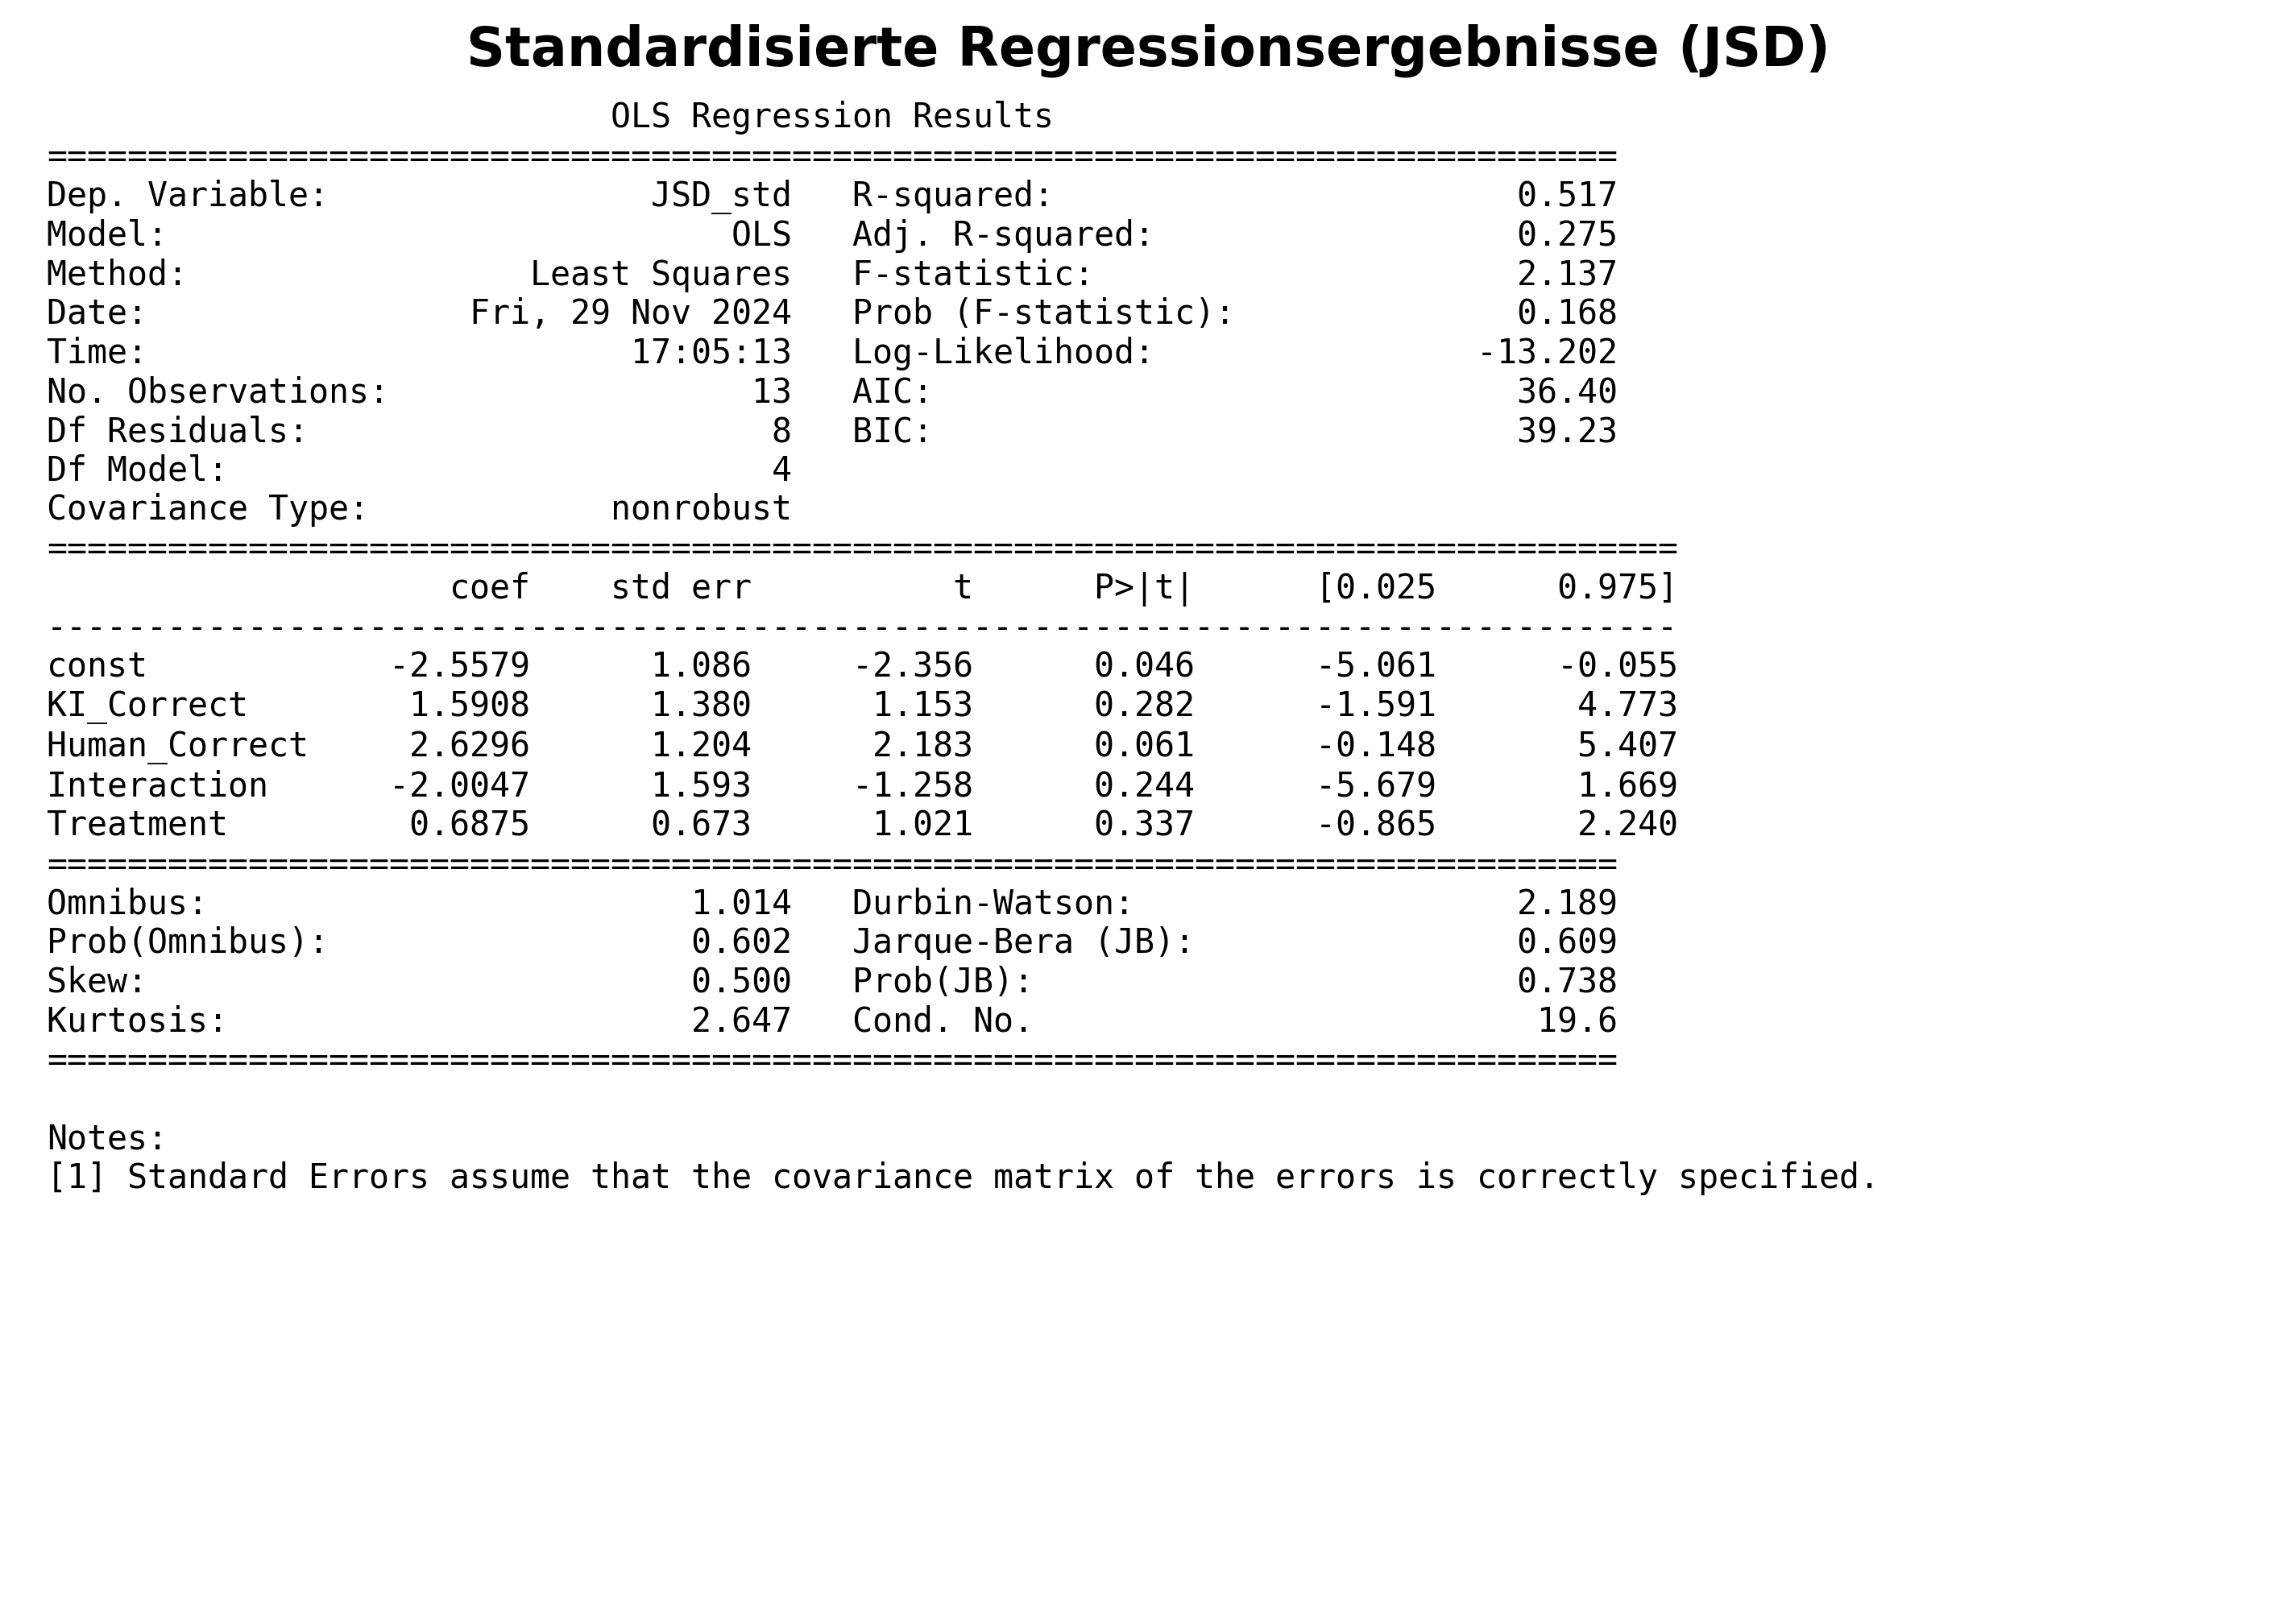 Standardisierte Regressionsergebnisse (JSD)
OLS Regression Results
==============================================================================
Dep. Variable:                JSD_std   R-squared:                       0.517
Model:                            OLS   Adj. R-squared:                  0.275
Method:                 Least Squares   F-statistic:                     2.137
Date:                Fri, 29 Nov 2024   Prob (F-statistic):              0.168
Time:                        17:05:13   Log-Likelihood:                -13.202
No. Observations:                  13   AIC:                             36.40
Df Residuals:                       8   BIC:                             39.23
Df Model:                           4
Covariance Type:            nonrobust
=================================================================================
                    coef    std err          t      P>|t|      [0.025      0.975]
---------------------------------------------------------------------------------
const            -2.5579      1.086     -2.356      0.046      -5.061      -0.055
KI_Correct        1.5908      1.380      1.153      0.282      -1.591       4.773
Human_Correct     2.6296      1.204      2.183      0.061      -0.148       5.407
Interaction      -2.0047      1.593     -1.258      0.244      -5.679       1.669
Treatment         0.6875      0.673      1.021      0.337      -0.865       2.240
==============================================================================
Omnibus:                        1.014   Durbin-Watson:                   2.189
Prob(Omnibus):                  0.602   Jarque-Bera (JB):                0.609
Skew:                           0.500   Prob(JB):                        0.738
Kurtosis:                       2.647   Cond. No.                         19.6
==============================================================================
Notes:
[1] Standard Errors assume that the covariance matrix of the errors is correctly specified.